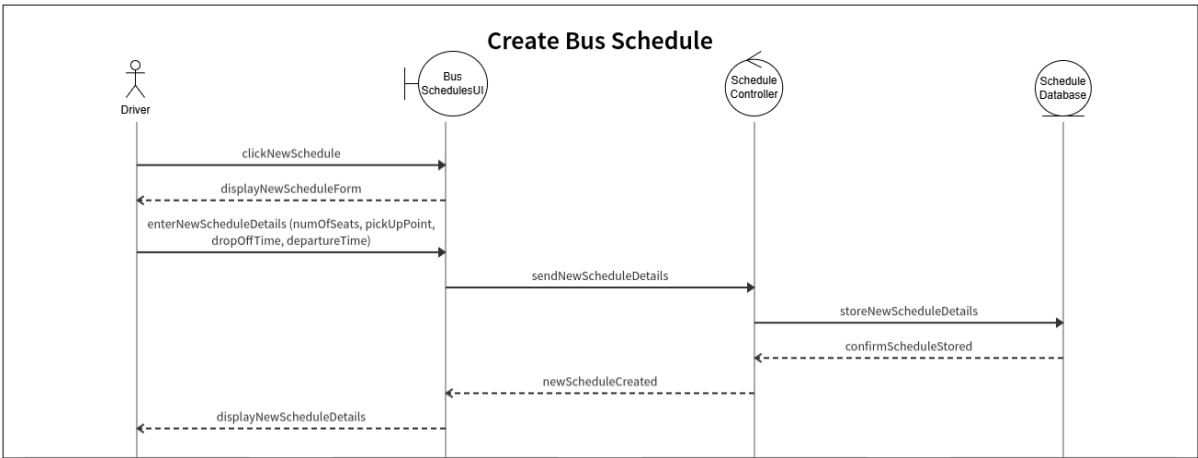 Create Bus Schedule
Driver
Bus
SchedulesUI
Schedule
Controller
Schedule
Database
clickNewSchedule
displayNewScheduleForm
enterNewScheduleDetails (numOfSeats, pickUpPoint,
dropOffTime, departureTime)
sendNewScheduleDetails
storeNewScheduleDetails
confirmScheduleStored
newScheduleCreated
displayNewScheduleDetails